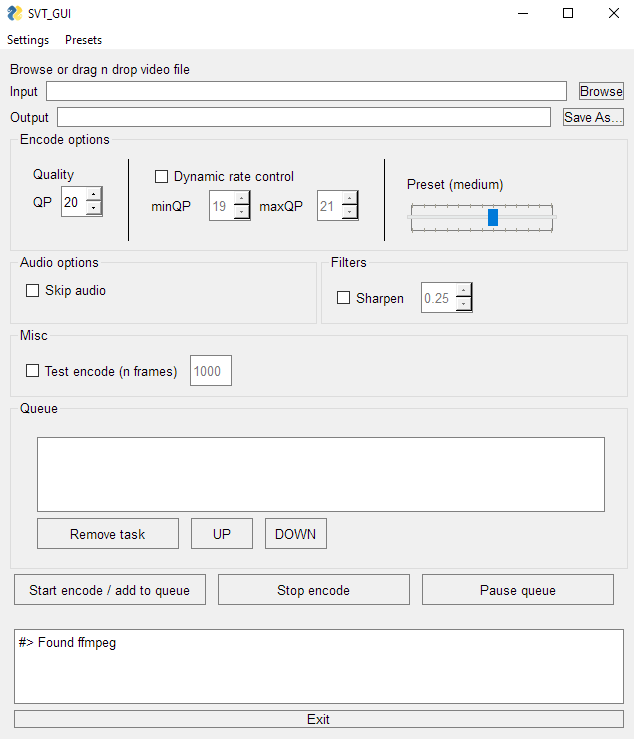 SVT_GUI
Settings Presets
Browse or drag n drop video file
Input Browse
Output Save As...
Encode options
Quality
QP 20
Dynamic rate control
minQP 19 maxQP 21
Preset (medium)
Audio options
Skip audio
Filters
Sharpen 0.25
Misc
Test encode (n frames) 1000
Queue
Remove task UP DOWN
Start encode / add to queue Stop encode Pause queue
#> Found ffmpeg
Exit